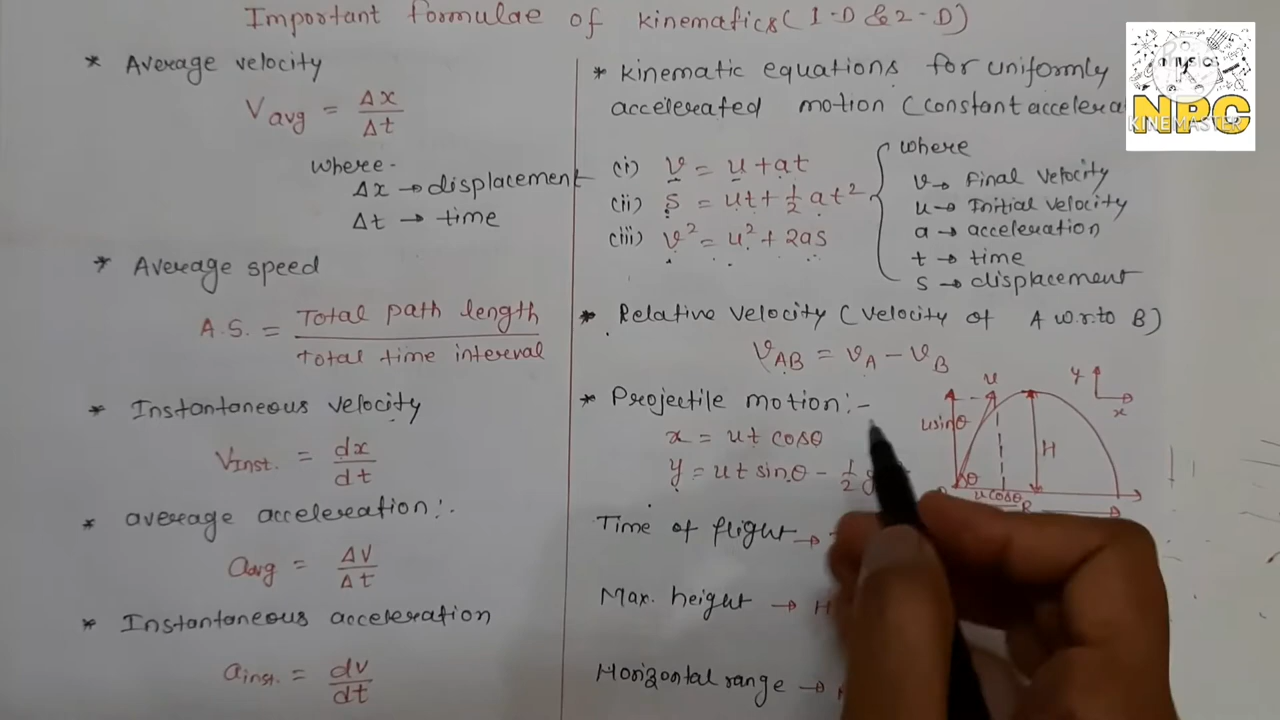 Important formulae of kinematics (1-D & 2-D)
* Average velocity
Vavg = Δx/Δt
where-
Δx → displacement
Δt → time
* Average speed
A.S. = Total path length / Total time interval
* Instantaneous velocity
VInst. = dx/dt
* average acceleration:-
aavg = ΔV/Δt
* Instantaneous acceleration
ainst. = dv/dt
* kinematic equations for uniformly
accelerated motion (constant accelera
(i) v = u + at
(ii) s = ut + 1/2 at²
(iii) v² = u² + 2as
where
v → Final velocity
u → Initial velocity
a → acceleration
t → time
s → displacement
* Relative velocity (velocity of A w.r.to B)
VAB = VA - VB
* Projectile motion:-
x = ut cosθ
y = ut sinθ - 1/2 g
Time of flight →
Max. height → H
Horizontal range →
y
x
u
usinθ
H
θ
ucosθ
R
A
physics
NPC
KINEMASTER